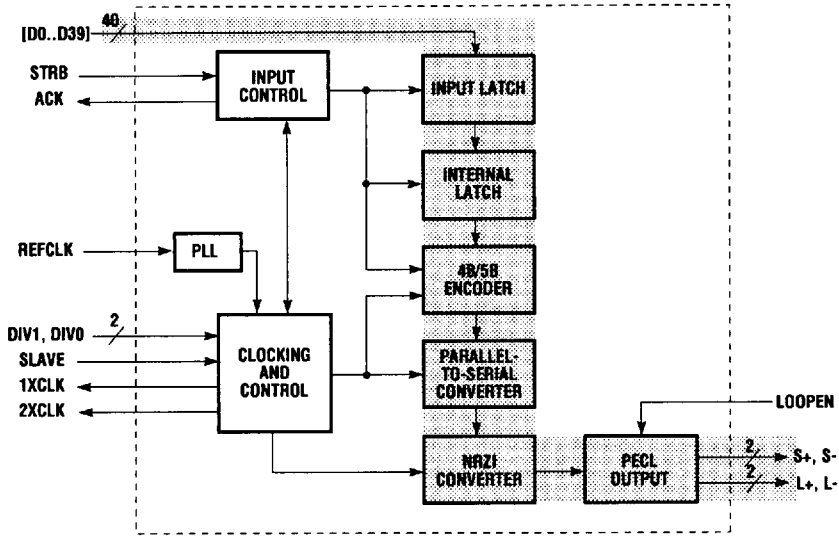 40
[D0..D39]
STRB
ACK
INPUT
CONTROL
INPUT LATCH
INTERNAL
LATCH
REFCLK
PLL
4B/5B
ENCODER
2
DIV1, DIV0
SLAVE
1XCLK
2XCLK
CLOCKING
AND
CONTROL
PARALLEL-
TO-SERIAL
CONVERTER
LOOPEN
NRZI
CONVERTER
PECL
OUTPUT
2
S+, S-
2
L+, L-